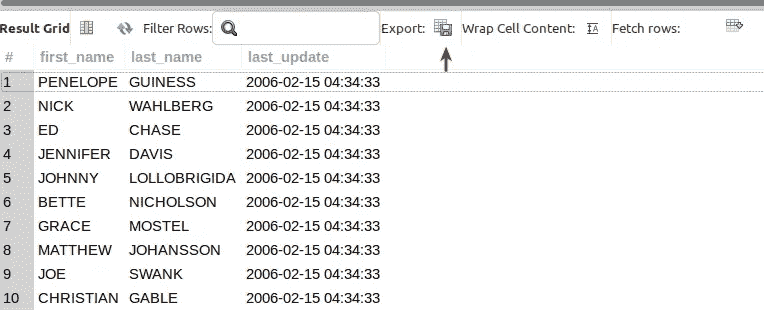 Result Grid Filter Rows: Export: Wrap Cell Content: Fetch rows:
# first_name last_name last_update
1 PENELOPE GUINESS 2006-02-15 04:34:33
2 NICK WAHLBERG 2006-02-15 04:34:33
3 ED CHASE 2006-02-15 04:34:33
4 JENNIFER DAVIS 2006-02-15 04:34:33
5 JOHNNY LOLLOBRIGIDA 2006-02-15 04:34:33
6 BETTE NICHOLSON 2006-02-15 04:34:33
7 GRACE MOSTEL 2006-02-15 04:34:33
8 MATTHEW JOHANSSON 2006-02-15 04:34:33
9 JOE SWANK 2006-02-15 04:34:33
10 CHRISTIAN GABLE 2006-02-15 04:34:33